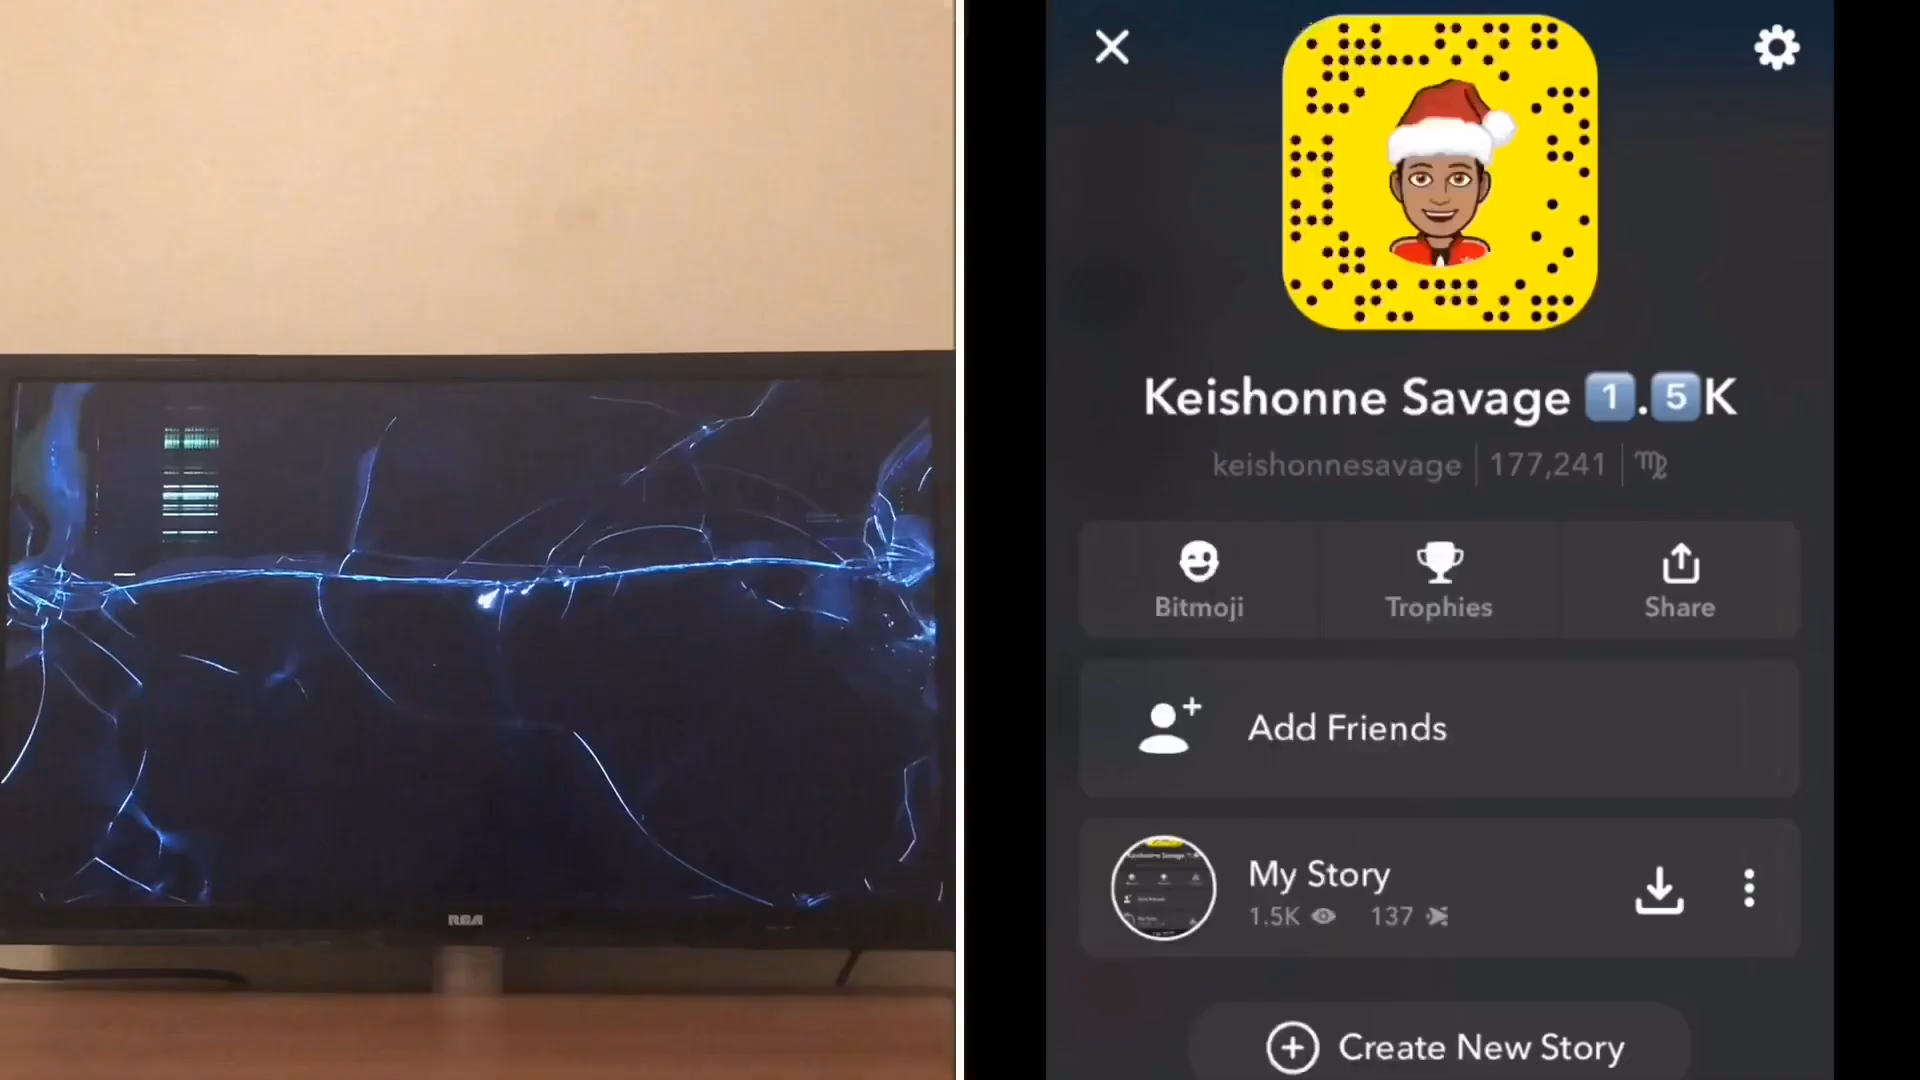 RCA
Keishonne Savage 1️⃣.5️⃣K
keishonnesavage | 177,241 | ♍
Bitmoji
Trophies
Share
Add Friends
My Story
1.5K 137
Create New Story